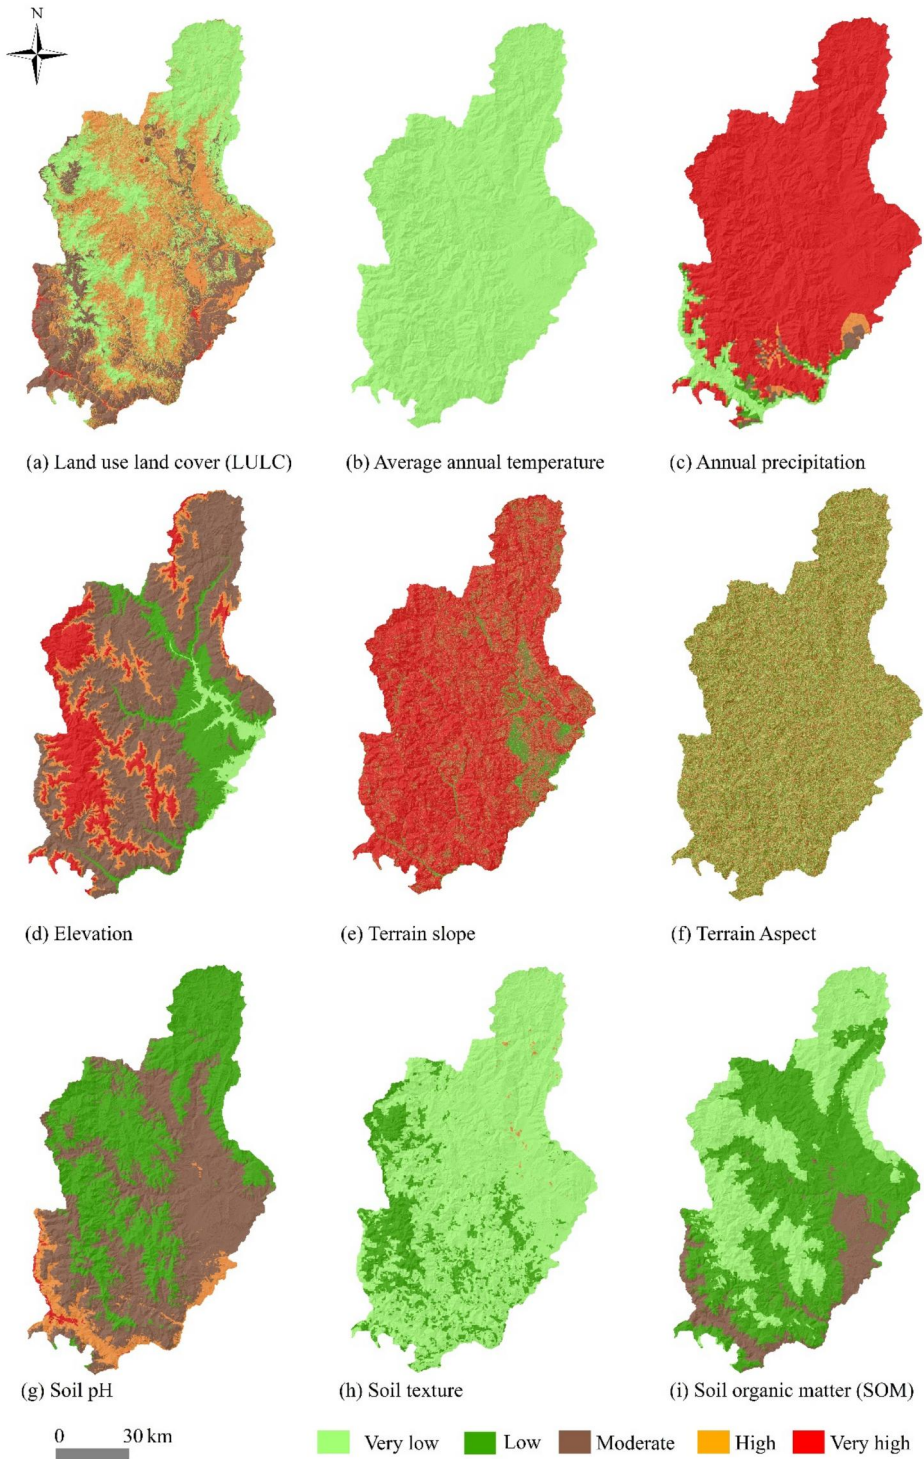 N
(a) Land use land cover (LULC)
(b) Average annual temperature
(c) Annual precipitation
(d) Elevation
(e) Terrain slope
(f) Terrain Aspect
(g) Soil pH
(h) Soil texture
(i) Soil organic matter (SOM)
0 30 km
Very low
Low
Moderate
High
Very high